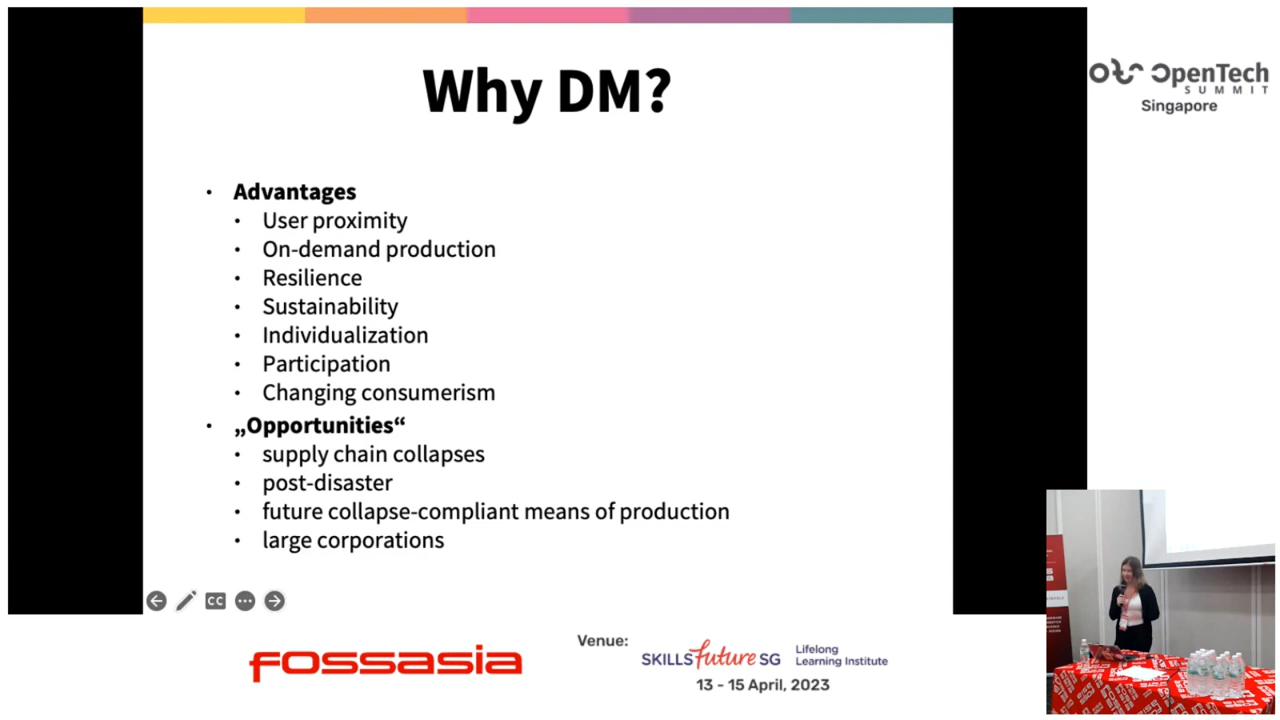 Why DM?
OpenTech
SUMMIT
Singapore
• Advantages
• User proximity
• On-demand production
• Resilience
• Sustainability
• Individualization
• Participation
• Changing consumerism
• „Opportunities“
• supply chain collapses
• post-disaster
• future collapse-compliant means of production
• large corporations
CC
fossasia
Venue:
SKILLSfuture SG
Lifelong
Learning Institute
13 - 15 April, 2023